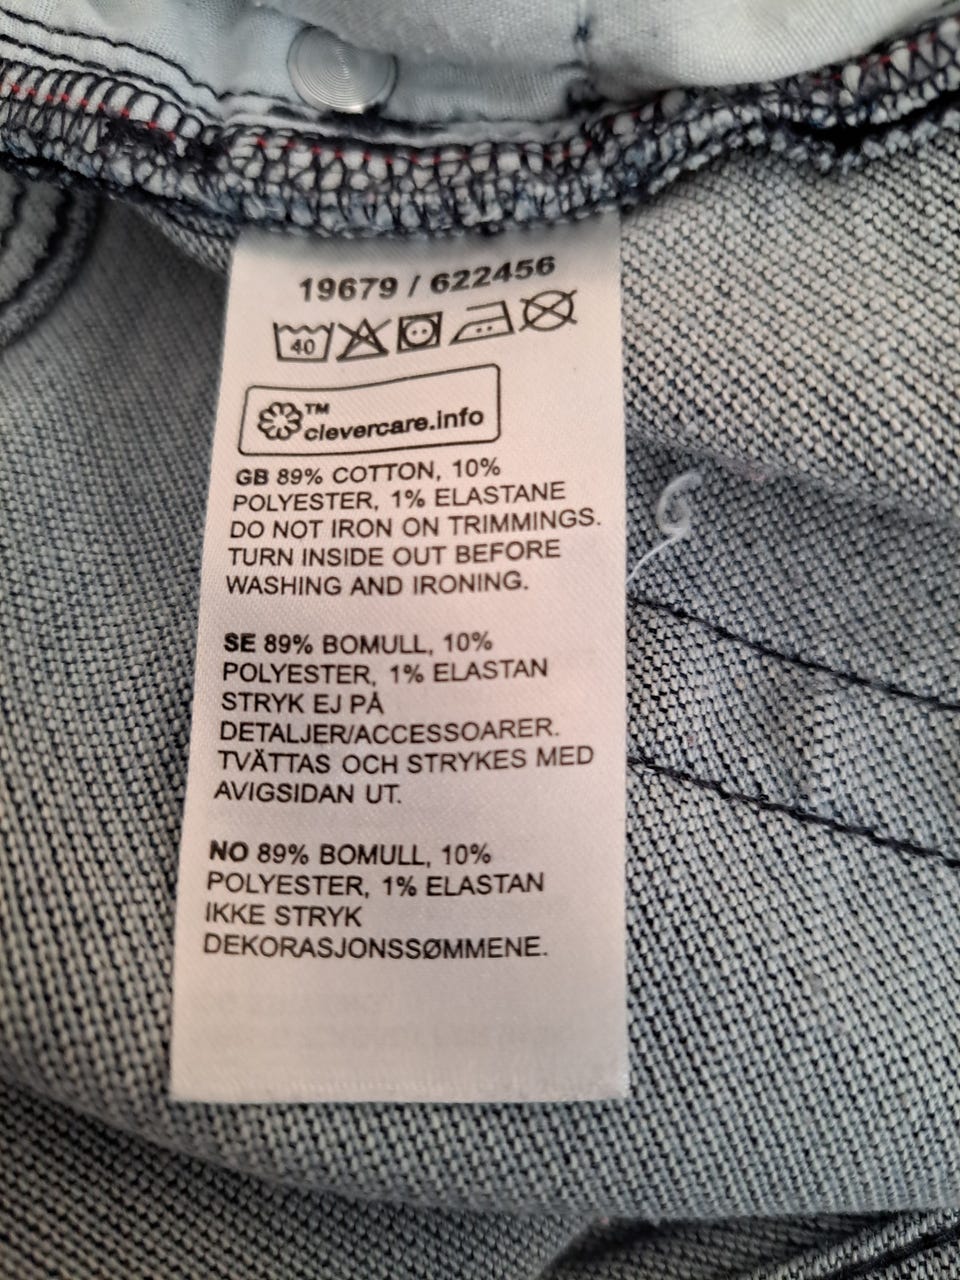 19679 / 622456
40
TM
clevercare.info
GB 89% COTTON, 10%
POLYESTER, 1% ELASTANE
DO NOT IRON ON TRIMMINGS.
TURN INSIDE OUT BEFORE
WASHING AND IRONING.
SE 89% BOMULL, 10%
POLYESTER, 1% ELASTAN
STRYK EJ PÅ
DETALJER/ACCESSOARER.
TVÄTTAS OCH STRYKES MED
AVIGSIDAN UT.
NO 89% BOMULL, 10%
POLYESTER, 1% ELASTAN
IKKE STRYK
DEKORASJONSSØMMENE.